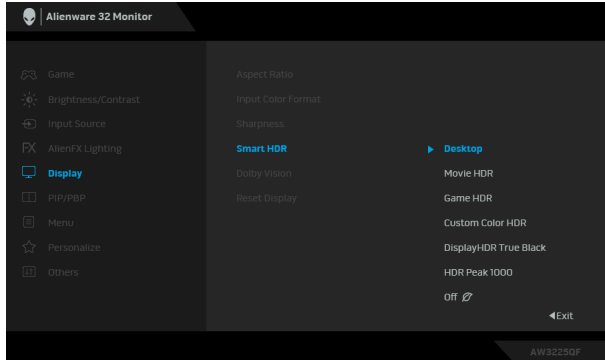 Alienware 32 Monitor
Game
Brightness/Contrast
Input Source
FX AlienFX Lighting
Display
PIP/PBP
Menu
Personalize
Others
Aspect Ratio
Input Color Format
Sharpness
Smart HDR
Dolby Vision
Reset Display
Desktop
Movie HDR
Game HDR
Custom Color HDR
DisplayHDR True Black
HDR Peak 1000
Off
Exit
AW3225QF